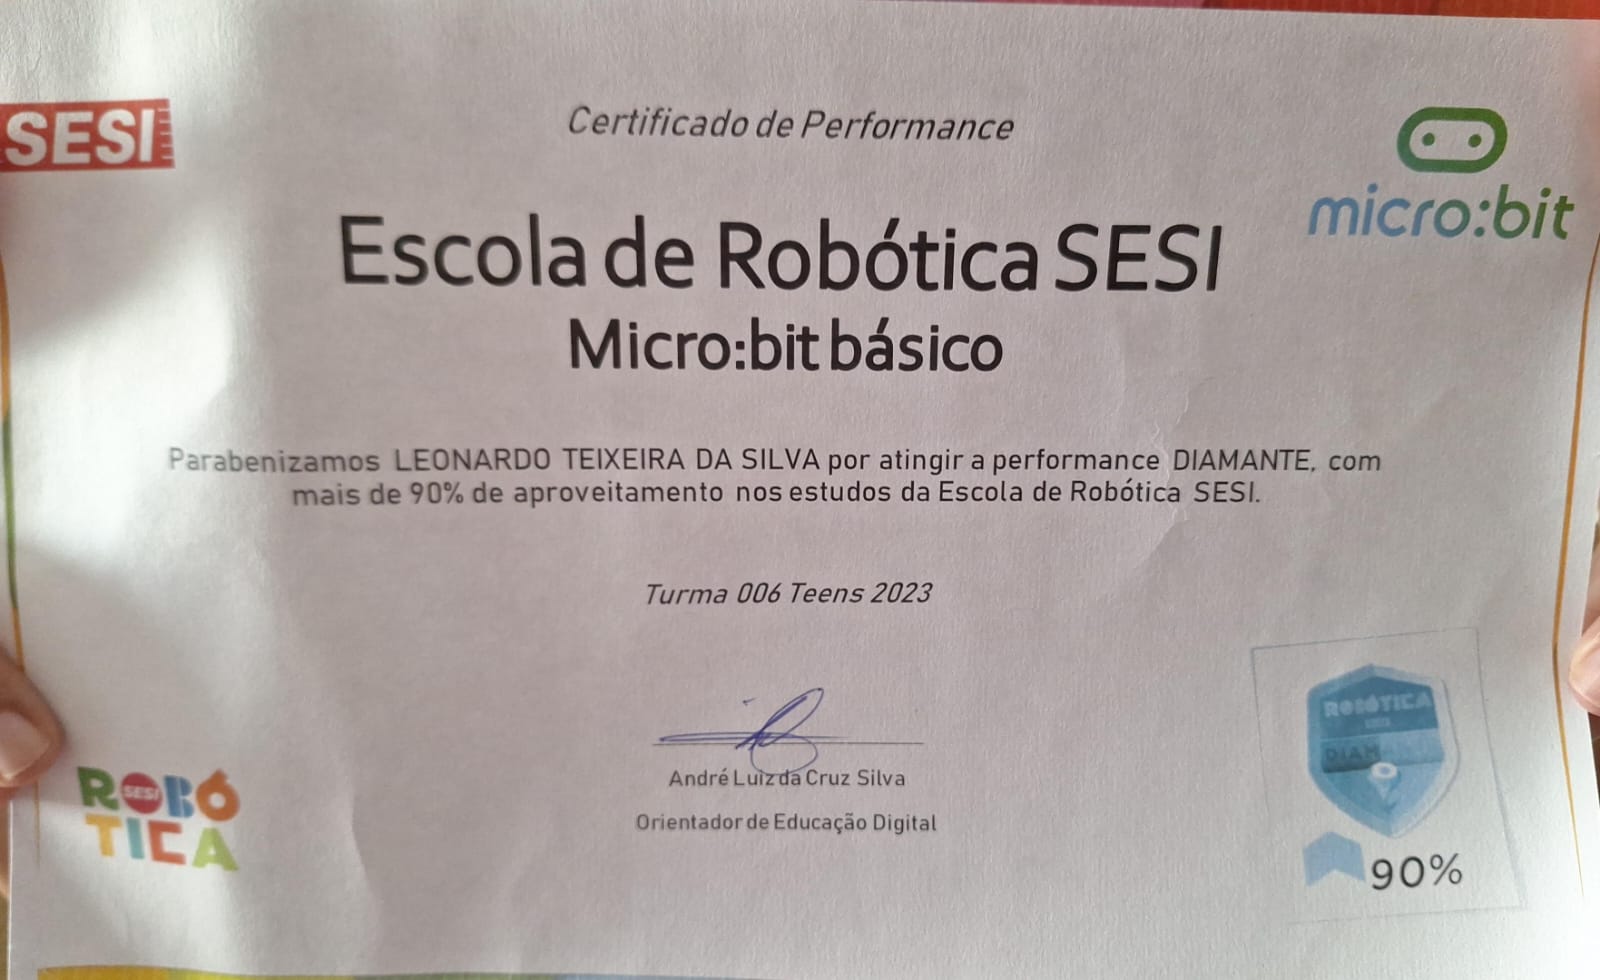 SESI
Certificado de Performance
micro:bit
Escola de Robótica SESI
Micro:bit básico
Parabenizamos LEONARDO TEIXEIRA DA SILVA por atingir a performance DIAMANTE, com
mais de 90% de aproveitamento nos estudos da Escola de Robótica SESI.
Turma 006 Teens 2023
André Luiz da Cruz Silva
Orientador de Educação Digital
ROBÓ
SESI
TICA
ROBÓTICA
90%